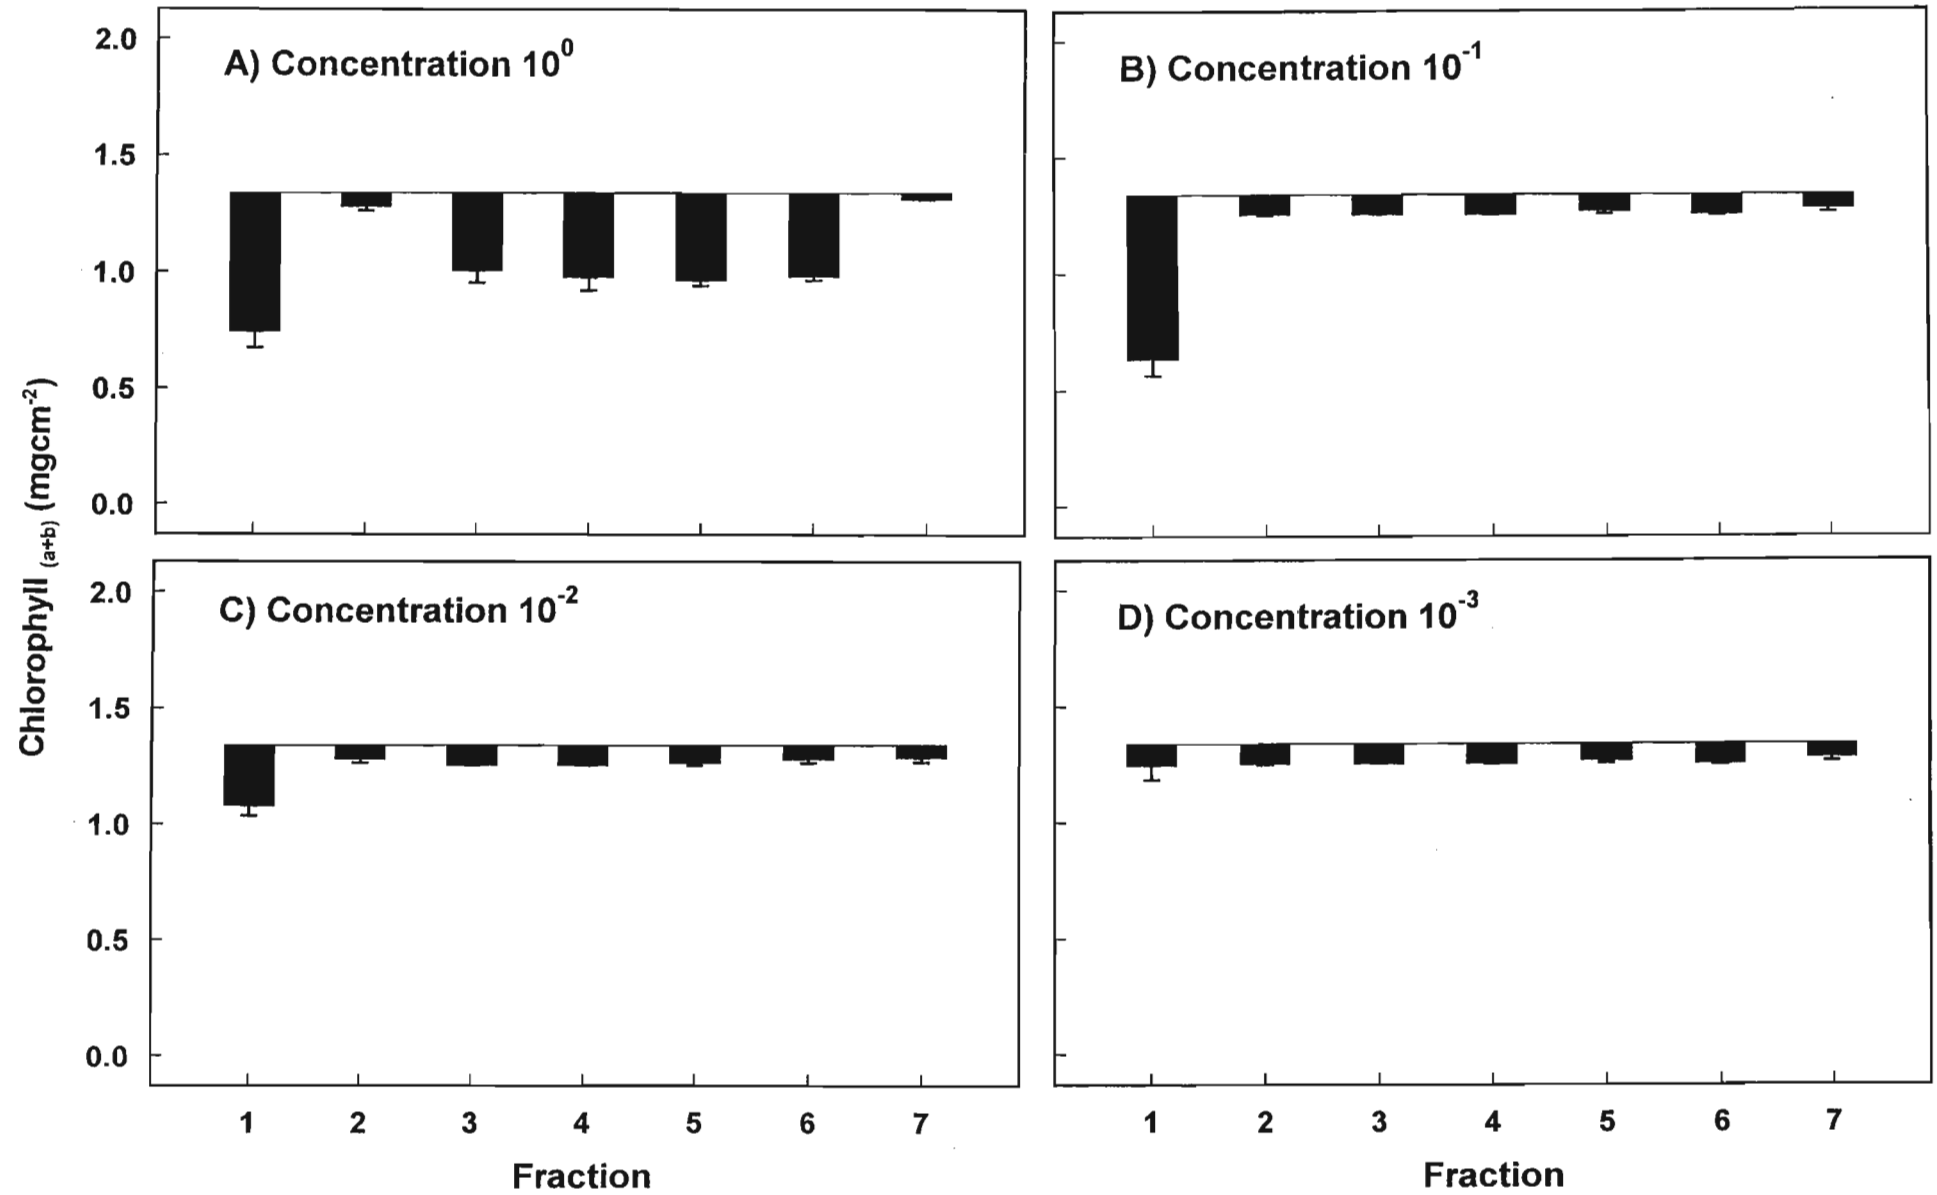 A) Concentration 10^0
B) Concentration 10^-1
2.0
1.5
1.0
0.5
0.0
Chlorophyll (a+b) (mgcm^-2)
C) Concentration 10^-2
D) Concentration 10^-3
2.0
1.5
1.0
0.5
0.0
1 2 3 4 5 6 7
1 2 3 4 5 6 7
Fraction
Fraction